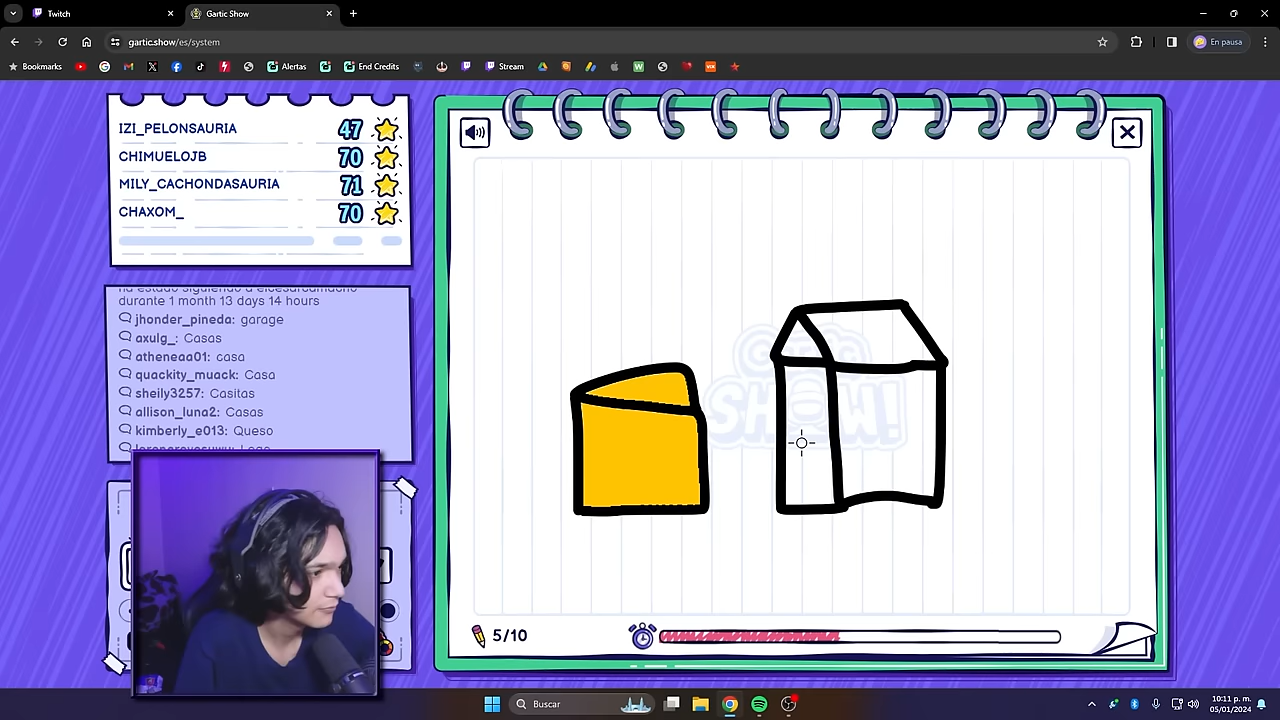 Twitch
Gartic Show
gartic.show/es/system
En pausa
Bookmarks
Alertas
End Credits
Stream
IZI_PELONSAURIA 47
CHIMUELOJB 70
MILY_CACHONDASAURIA 71
CHAXOM_ 70
durante 1 month 13 days 14 hours
jhonder_pineda: garage
axulg_: Casas
atheneaa01: casa
quackity_muack: Casa
sheily3257: Casitas
allison_luna2: Casas
kimberly_e013: Queso
GARTIC
SHOW!
5/10
Buscar
10:11 p. m.
05/01/2024